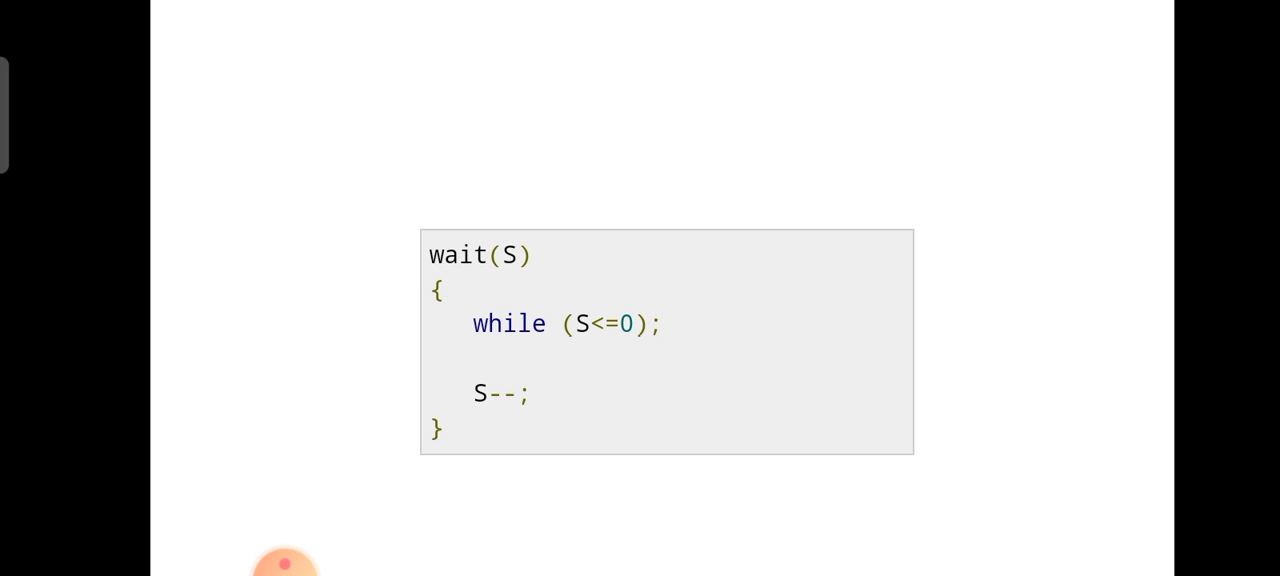 wait(S)
{
while (S<=0);
S--;
}